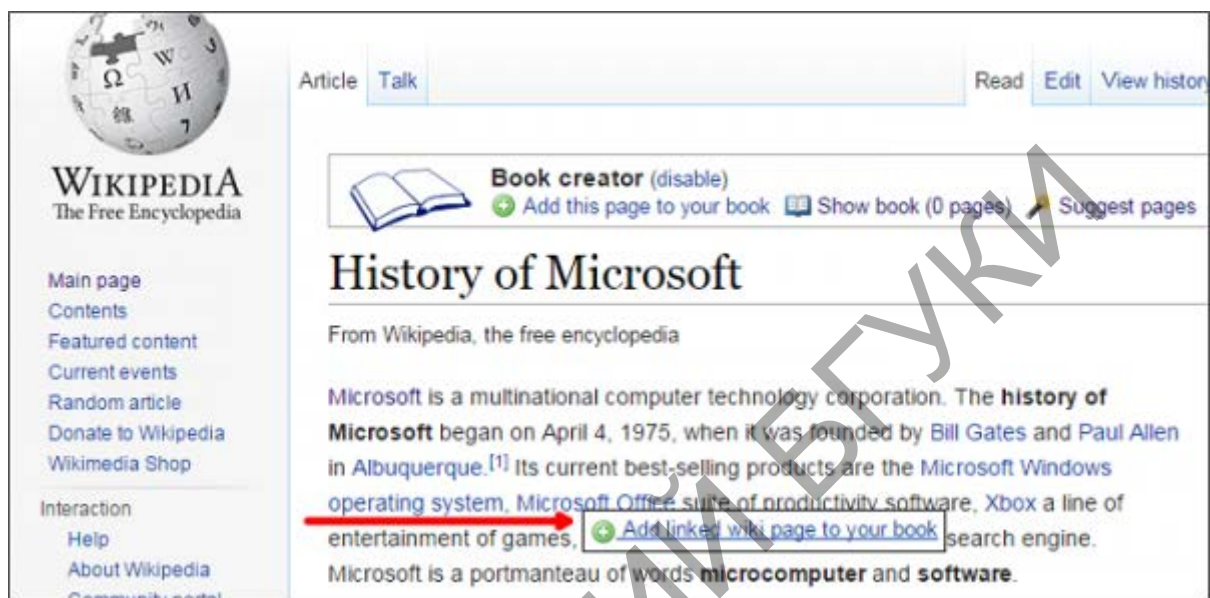 WIKIPEDIA
The Free Encyclopedia
Main page
Contents
Featured content
Current events
Random article
Donate to Wikipedia
Wikimedia Shop
Interaction
Help
About Wikipedia
Community portal
Article Talk
Read Edit View history
Book creator (disable)
Add this page to your book Show book (0 pages) Suggest pages
History of Microsoft
From Wikipedia, the free encyclopedia
Microsoft is a multinational computer technology corporation. The history of
Microsoft began on April 4, 1975, when it was founded by Bill Gates and Paul Allen
in Albuquerque.[1] Its current best-selling products are the Microsoft Windows
operating system, Microsoft Office suite of productivity software, Xbox a line of
entertainment of games, Add linked wiki page to your book search engine.
Microsoft is a portmanteau of words microcomputer and software.
ИЙ БГУКИ